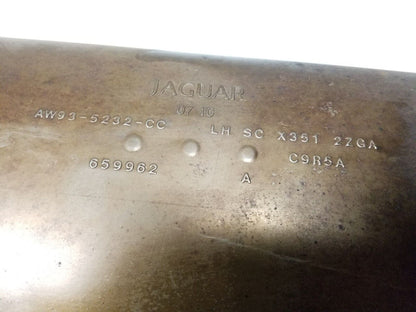 JAGUAR
07 10
AW93-5232-CC LH SC X351 27GA
659962 A C9R5A